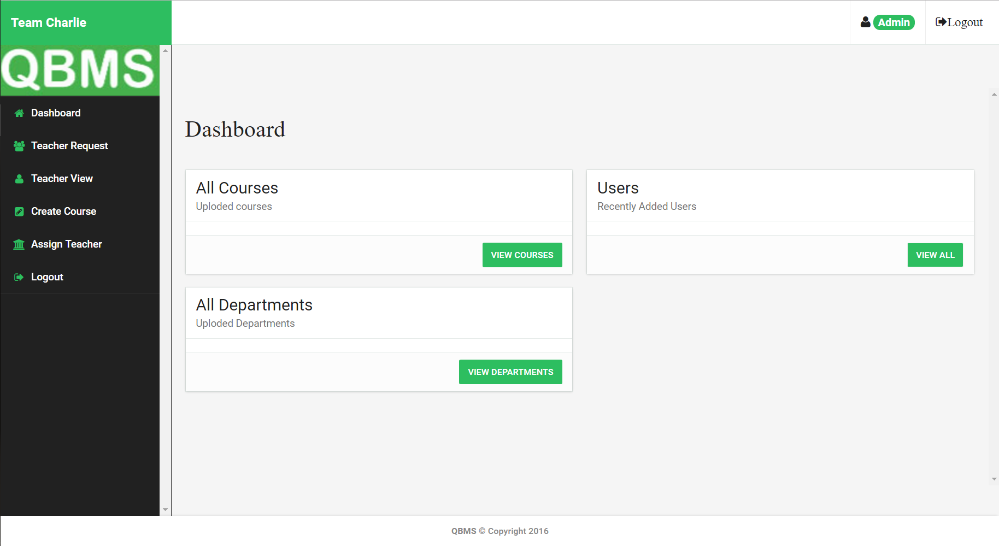 Team Charlie
Admin
Logout
QBMS
Dashboard
Teacher Request
Teacher View
Create Course
Assign Teacher
Logout
Dashboard
All Courses
Uploded courses
VIEW COURSES
Users
Recently Added Users
VIEW ALL
All Departments
Uploded Departments
VIEW DEPARTMENTS
QBMS © Copyright 2016